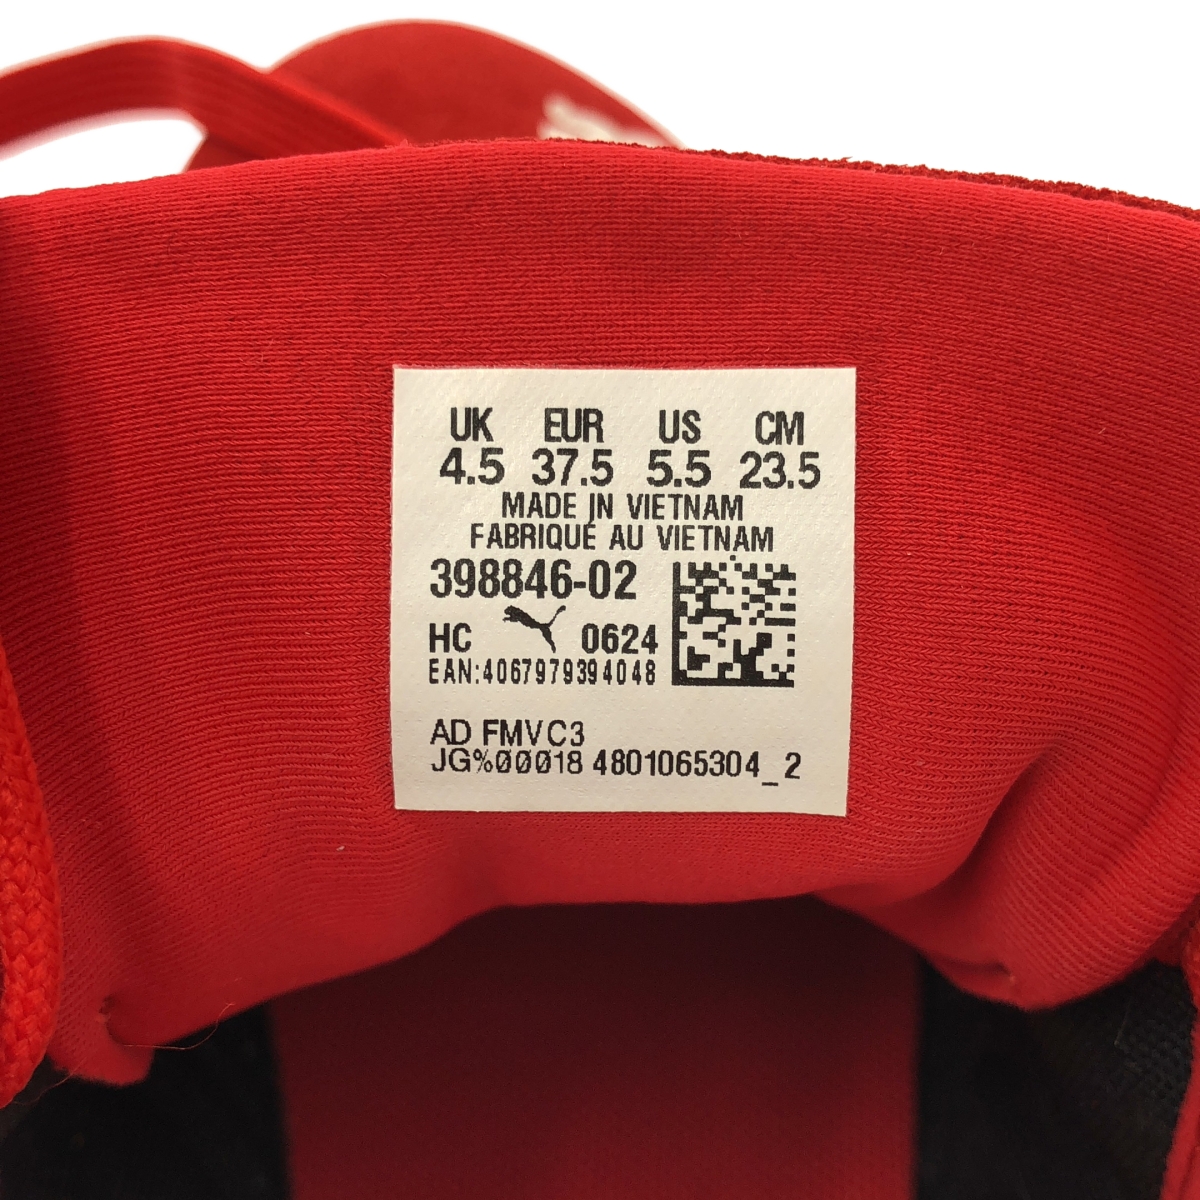 UK EUR US CM
4.5 37.5 5.5 23.5
MADE IN VIETNAM
FABRIQUÉ AU VIETNAM
398846-02
HC 0624
EAN:4067979394048
AD FMVC3
JG%00018 4801065304_2